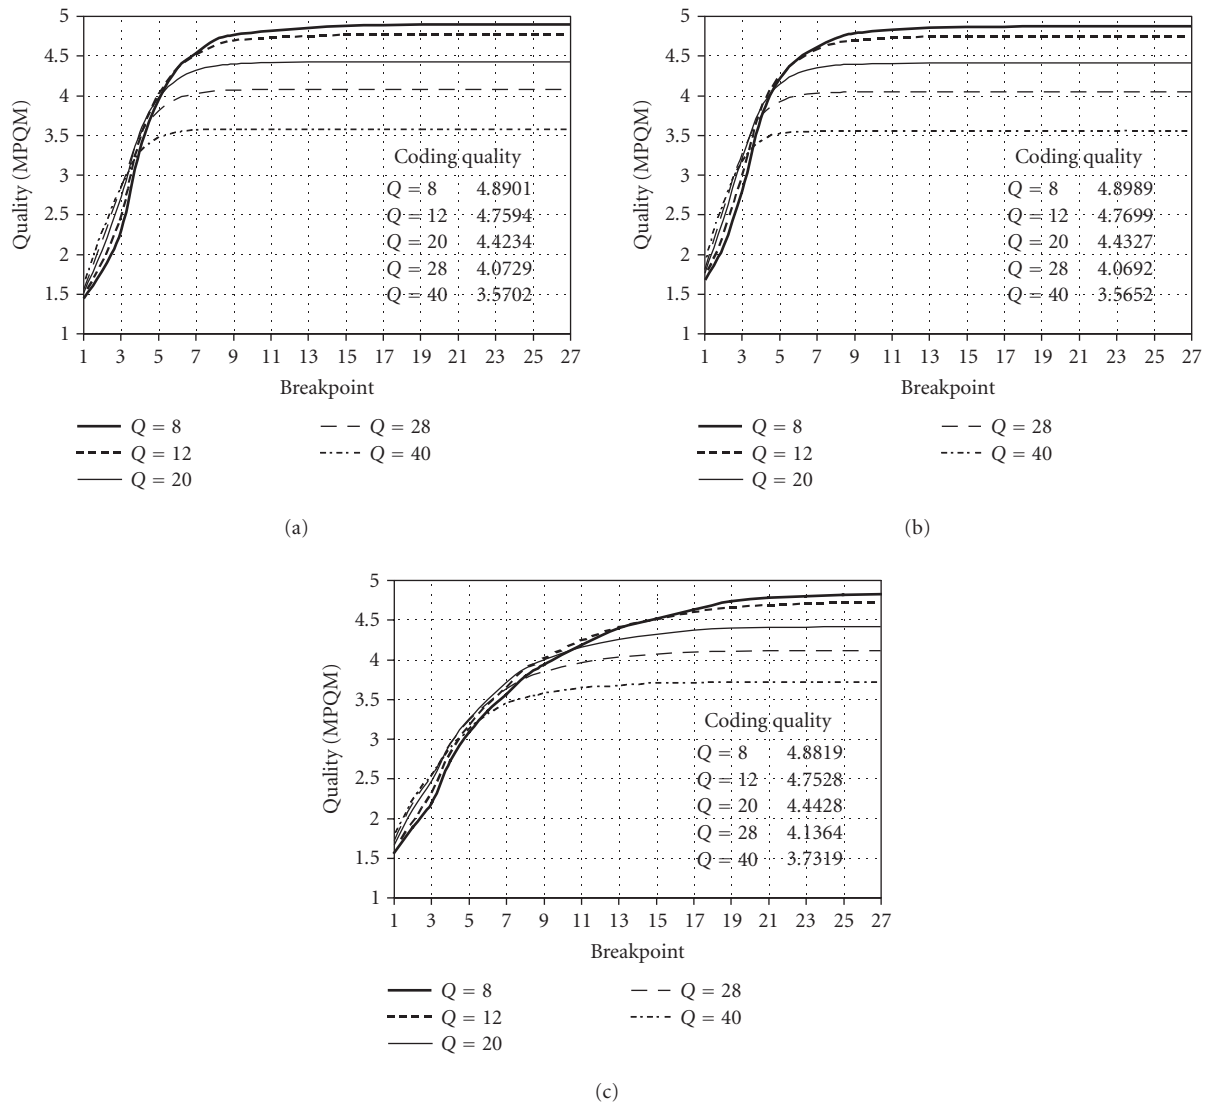 5
4.5
4
3.5
3
2.5
2
1.5
1
Quality (MPQM)
Coding quality
Q = 8 4.8901
Q = 12 4.7594
Q = 20 4.4234
Q = 28 4.0729
Q = 40 3.5702
1 3 5 7 9 11 13 15 17 19 21 23 25 27
Breakpoint
Q = 8
Q = 12
Q = 20
Q = 28
Q = 40
(a)
5
4.5
4
3.5
3
2.5
2
1.5
1
Quality (MPQM)
Coding quality
Q = 8 4.8989
Q = 12 4.7699
Q = 20 4.4327
Q = 28 4.0692
Q = 40 3.5652
1 3 5 7 9 11 13 15 17 19 21 23 25 27
Breakpoint
Q = 8
Q = 12
Q = 20
Q = 28
Q = 40
(b)
5
4.5
4
3.5
3
2.5
2
1.5
1
Quality (MPQM)
Coding quality
Q = 8 4.8819
Q = 12 4.7528
Q = 20 4.4428
Q = 28 4.1364
Q = 40 3.7319
1 3 5 7 9 11 13 15 17 19 21 23 25 27
Breakpoint
Q = 8
Q = 12
Q = 20
Q = 28
Q = 40
(c)